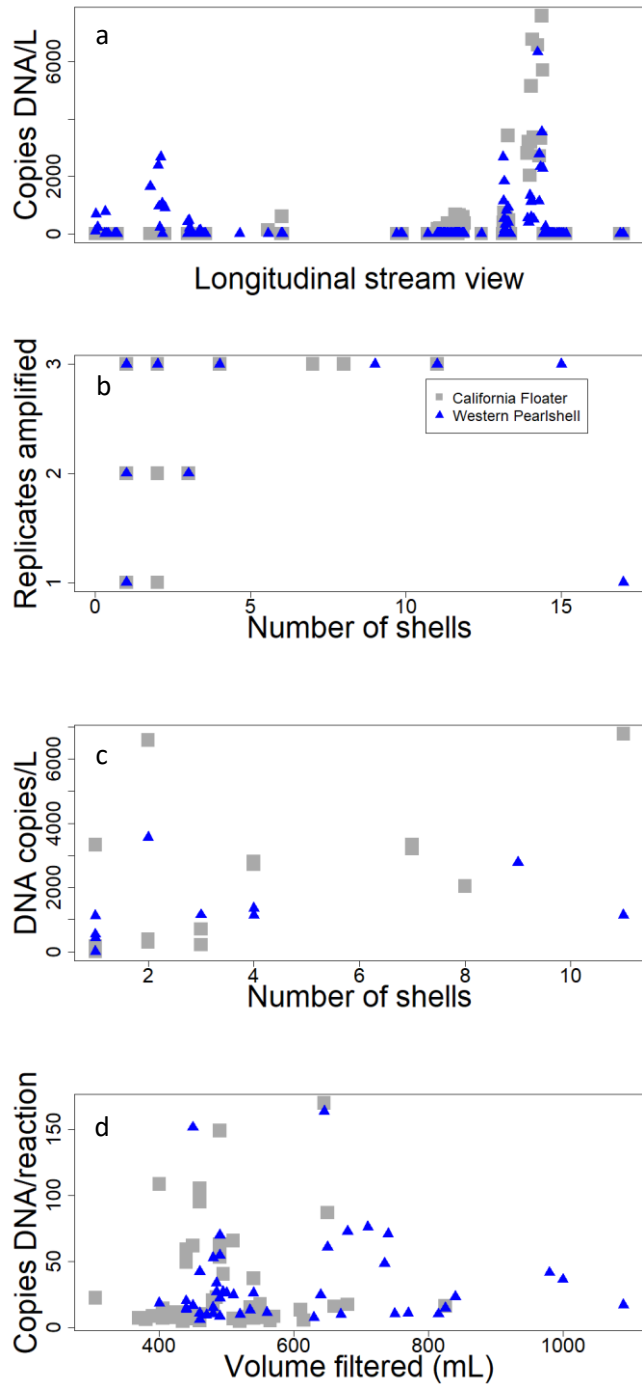 a
Copies DNA/L
0
2000
6000
Longitudinal stream view
b
Replicates amplified
1
2
3
California Floater
Western Pearlshell
0
5
10
15
Number of shells
c
DNA copies/L
0
2000
4000
6000
2
4
6
8
10
Number of shells
d
Copies DNA/reaction
0
50
100
150
400
600
800
1000
Volume filtered (mL)